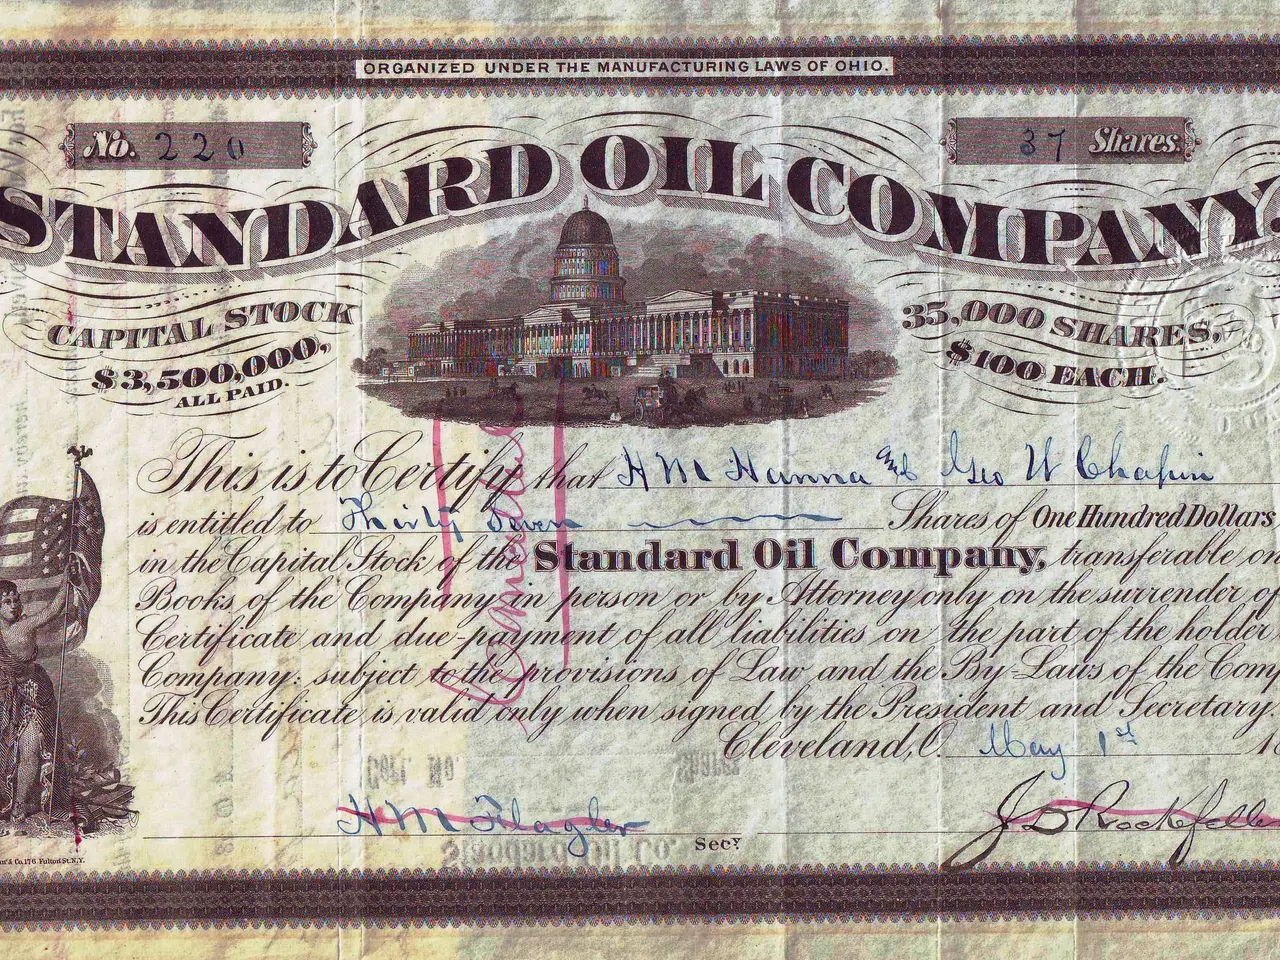 ORGANIZED UNDER THE MANUFACTURING LAWS OF OHIO.
No. 220
37 Shares.
STANDARD OIL COMPANY.
CAPITAL STOCK
$3,500,000,
ALL PAID.
35,000 SHARES,
$100 EACH.
This is to Certify that H M Hanna and Geo W Chapin
is entitled to Thirty Seven Shares of One Hundred Dollars
in the Capital Stock of the Standard Oil Company, transferable on
Books of the Company in person or by Attorney only on the surrender of
Certificate and due payment of all liabilities on the part of the holder
Company: subject to the provisions of Law and the By-Laws of the Comp
This Certificate is valid only when signed by the President and Secretary.
Cleveland, O. May 1st 18
H M Flagler Secy
J D Rockefeller
& Co. 176 Fulton St. N.Y.